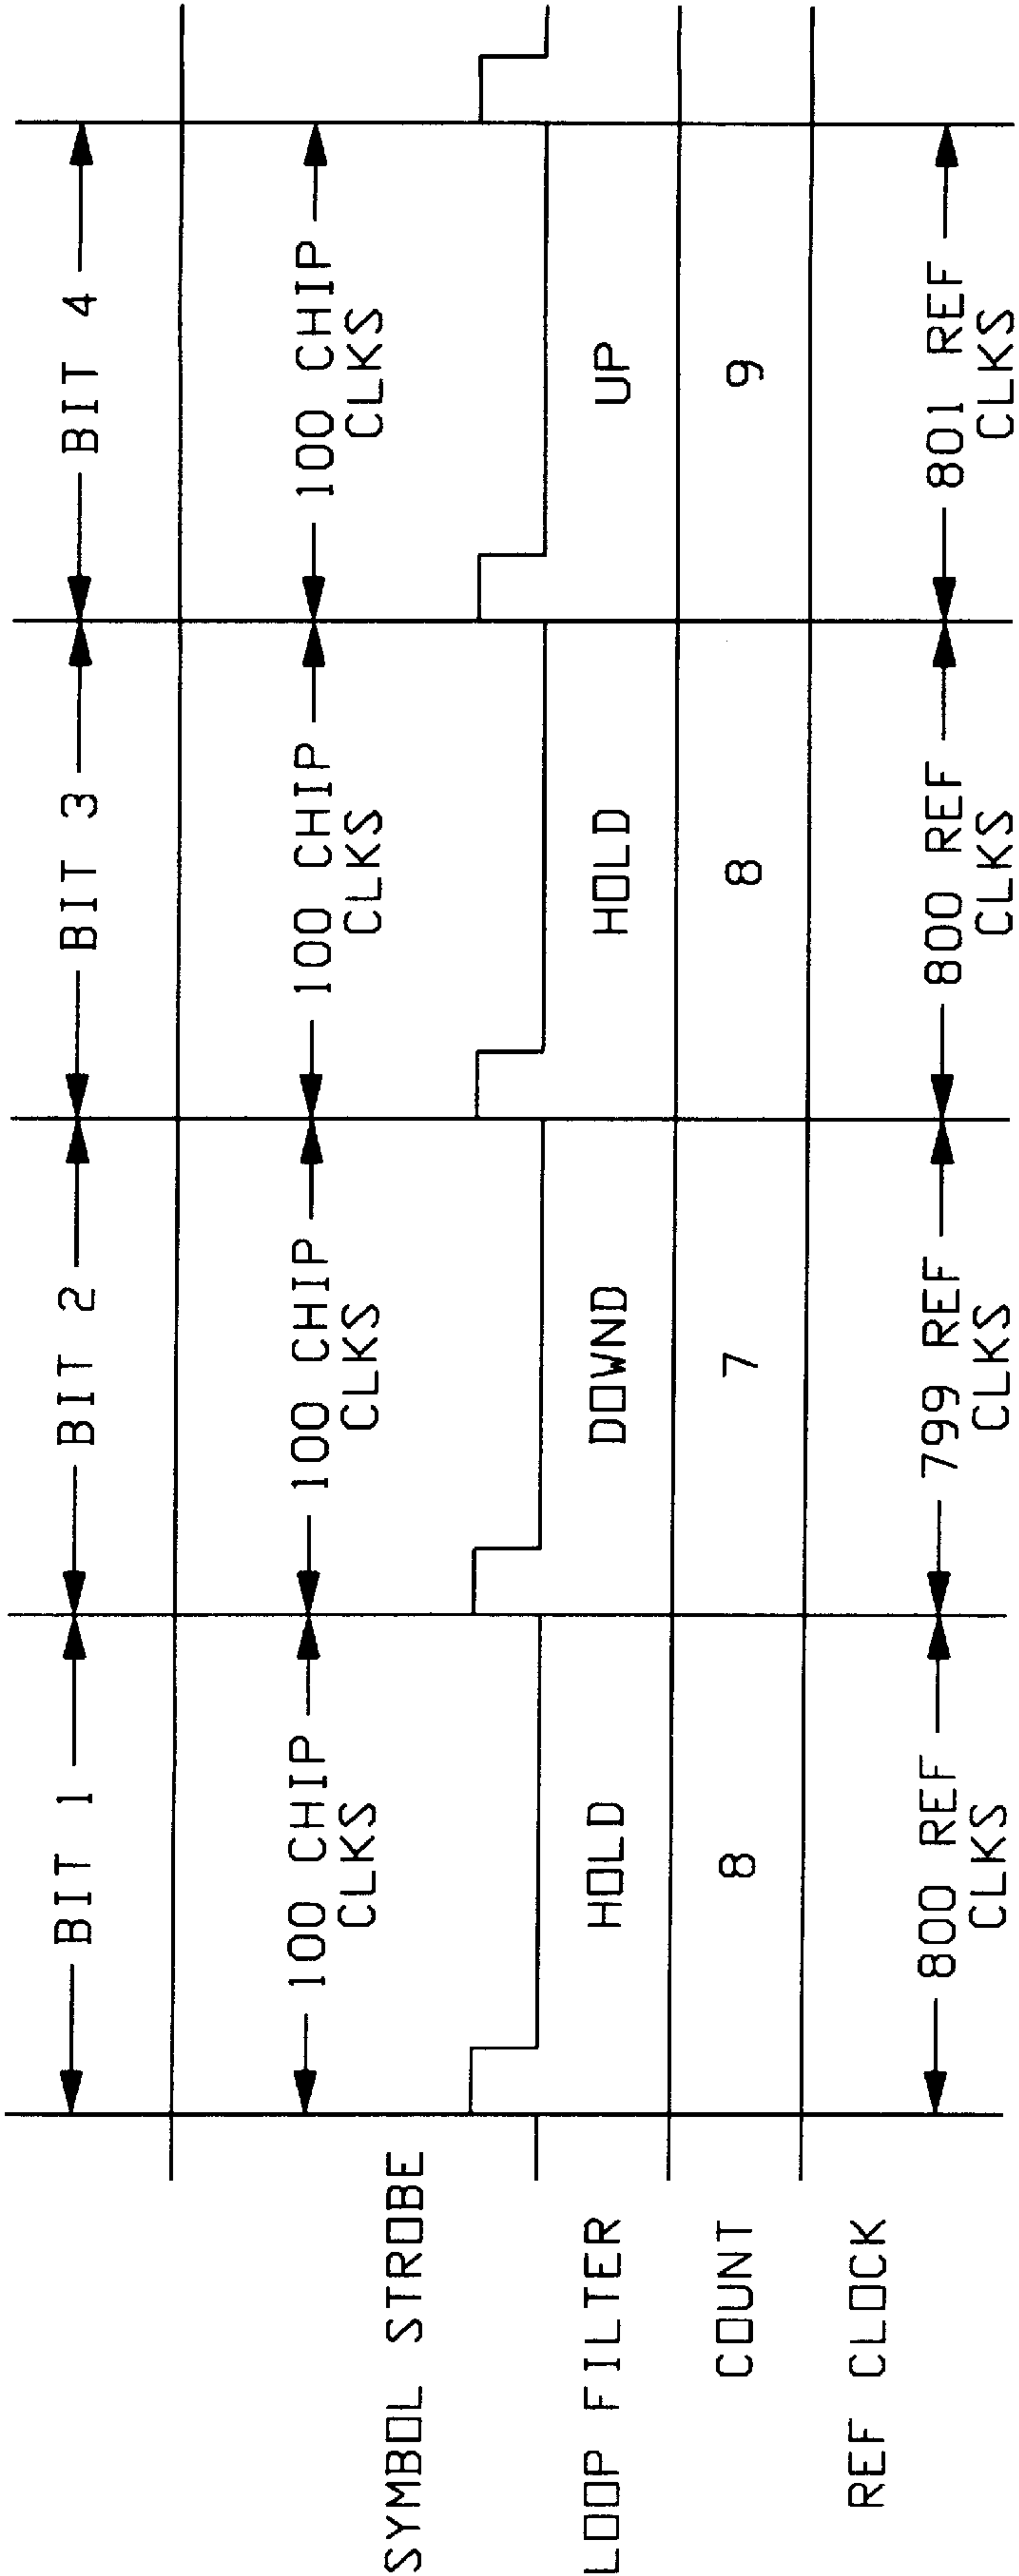 BIT 1 BIT 2 BIT 3 BIT 4
100 CHIP 100 CHIP 100 CHIP 100 CHIP
CLKS CLKS CLKS CLKS
SYMBOL STROBE
LOOP FILTER HOLD DOWND HOLD UP
COUNT 8 7 8 9
REF CLOCK
800 REF 799 REF 800 REF 801 REF
CLKS CLKS CLKS CLKS